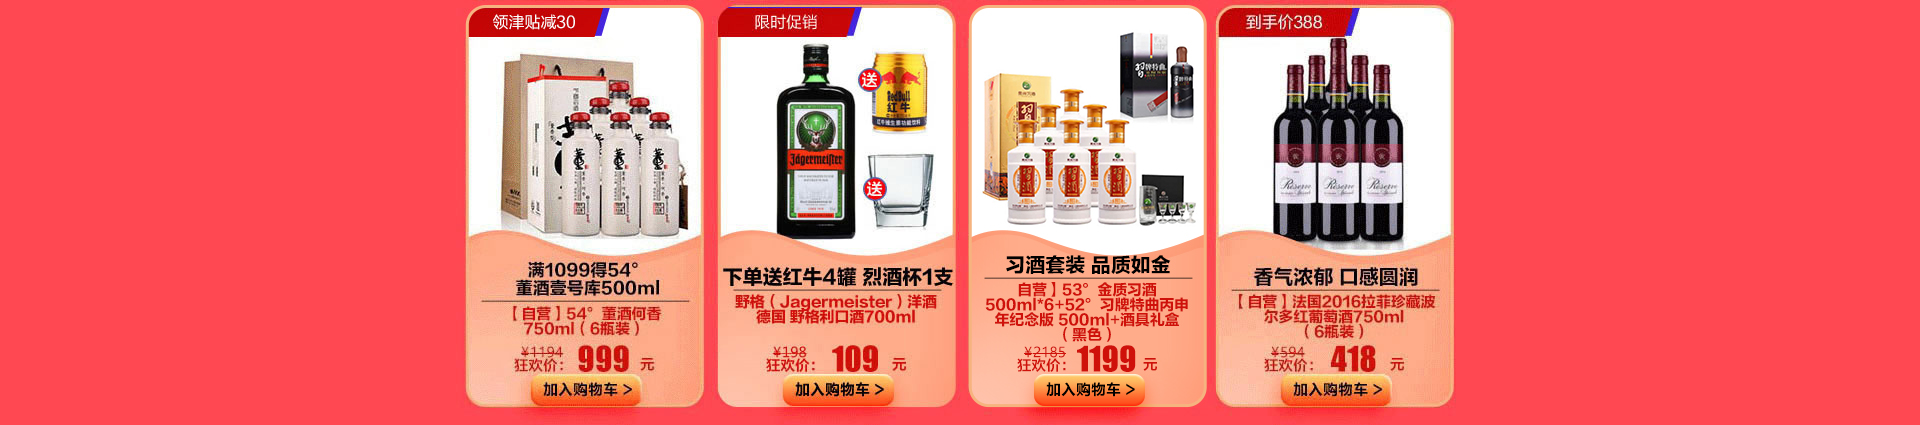 领津贴减30
满1099得54°
董酒壹号库500ml
【自营】54°董酒何香
750ml（6瓶装）
¥1194
狂欢价：999 元
加入购物车 >
限时促销
送
RedBull
红牛
送
Jägermeister
下单送红牛4罐 烈酒杯1支
野格（Jagermeister）洋酒
德国 野格利口酒700ml
¥198
狂欢价：109 元
加入购物车 >
习酒套装 品质如金
自营】53°金质习酒
500ml*6+52°习牌特曲丙申
年纪念版 500ml+酒具礼盒
（黑色）
¥2185
狂欢价：1199 元
加入购物车 >
到手价388
Réserve
香气浓郁 口感圆润
【自营】法国2016拉菲珍藏波
尔多红葡萄酒750ml
（6瓶装）
¥594
狂欢价：418 元
加入购物车 >